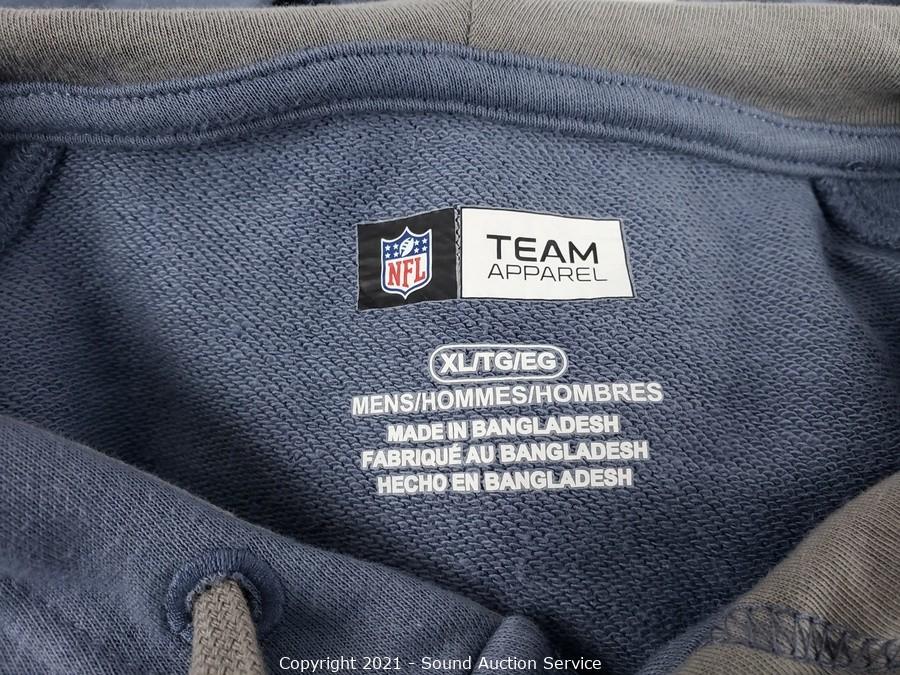 NFL
TEAM
APPAREL
XL/TG/EG
MENS/HOMMES/HOMBRES
MADE IN BANGLADESH
FABRIQUÉ AU BANGLADESH
HECHO EN BANGLADESH
Copyright 2021 - Sound Auction Service